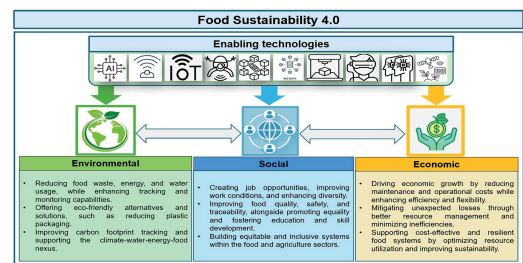 Food Sustainability 4.0
Enabling technologies
AI
IOT
BIG DATA
Environmental
• Reducing food waste, energy, and water
usage, while enhancing tracking and
monitoring capabilities.
• Offering eco-friendly alternatives and
solutions, such as reducing plastic
packaging.
• Improving carbon footprint tracking and
supporting the climate-water-energy-food
nexus.
Social
• Creating job opportunities, improving
work conditions, and enhancing diversity.
• Improving food quality, safety, and
traceability, alongside promoting equality
and fostering education and skill
development.
• Building equitable and inclusive systems
within the food and agriculture sectors.
Economic
• Driving economic growth by reducing
maintenance and operational costs while
enhancing efficiency and flexibility.
• Mitigating unexpected losses through
better resource management and
minimizing inefficiencies.
• Supporting cost-effective and resilient
food systems by optimizing resource
utilization and improving sustainability.